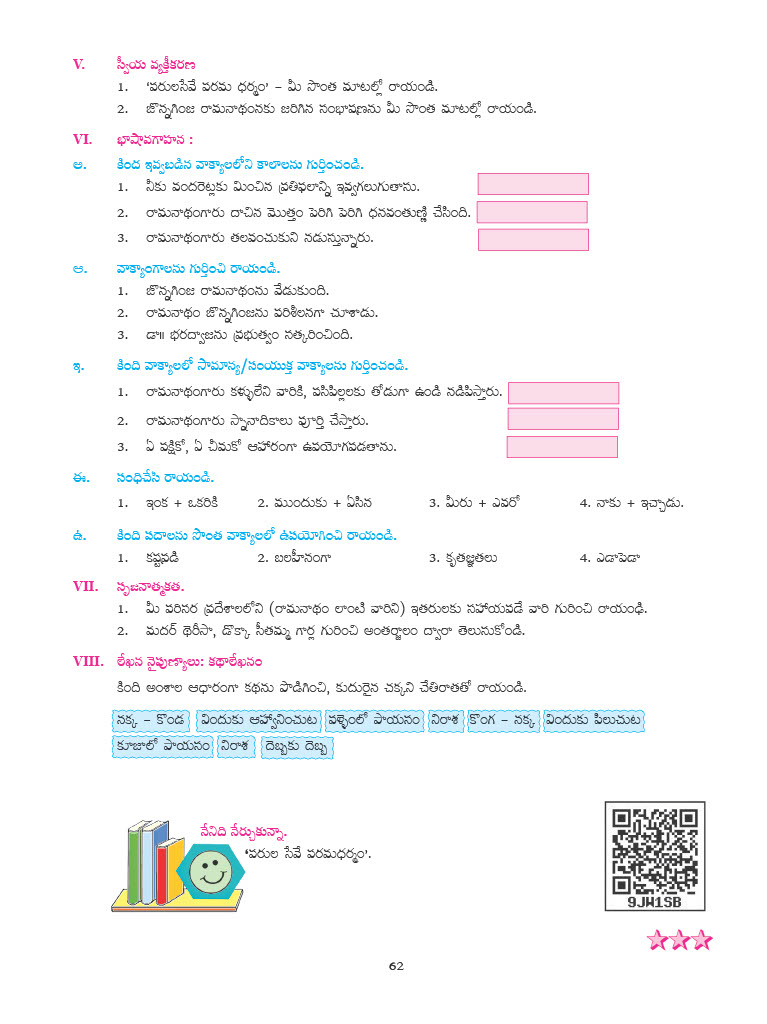 V. స్వీయ వ్యక్తీకరణ
1. ‘పరులసేవే పరమ ధర్మం’ – మీ సొంత మాటల్లో రాయండి.
2. జొన్నగింజ రామనాథంనకు జరిగిన సంభాషణను మీ సొంత మాటల్లో రాయండి.
VI. భాషావగాహన :
అ. కింద ఇవ్వబడిన వాక్యాలలోని కాలాలను గుర్తించండి.
1. నీకు వందరెట్లకు మించిన ప్రతిఫలాన్ని ఇవ్వగలుగుతాను.
2. రామనాథంగారు దాచిన మొత్తం పెరిగి పెరిగి ధనవంతుణ్ణి చేసింది.
3. రామనాథంగారు తలవంచుకుని నడుస్తున్నారు.
ఆ. వాక్యాంగాలను గుర్తించి రాయండి.
1. జొన్నగింజ రామనాథంను వేడుకుంది.
2. రామనాథం జొన్నగింజను పరిశీలనగా చూశాడు.
3. డా॥ భరద్వాజను ప్రభుత్వం సత్కరించింది.
ఇ. కింది వాక్యాలలో సామాన్య/సంయుక్త వాక్యాలను గుర్తించండి.
1. రామనాథంగారు కళ్ళులేని వారికి, పసిపిల్లలకు తోడుగా ఉండి నడిపిస్తారు.
2. రామనాథంగారు స్నానాదికాలు పూర్తి చేస్తారు.
3. ఏ పక్షికో, ఏ చీమకో ఆహారంగా ఉపయోగపడతాను.
ఈ. సంధిచేసి రాయండి.
1. ఇంక + ఒకరికి 2. ముందుకు + ఏసిన 3. మీరు + ఎవరో 4. నాకు + ఇచ్చాడు.
ఉ. కింది పదాలను సొంత వాక్యాలలో ఉపయోగించి రాయండి.
1. కష్టపడి 2. బలహీనంగా 3. కృతజ్ఞతలు 4. ఎడాపెడా
VII. సృజనాత్మకత.
1. మీ పరిసర ప్రదేశాలలోని (రామనాథం లాంటి వారిని) ఇతరులకు సహాయపడే వారి గురించి రాయండి.
2. మదర్ థెరీసా, డొక్కా సీతమ్మ గార్ల గురించి అంతర్జాలం ద్వారా తెలుసుకోండి.
VIII. లేఖన నైపుణ్యాలు: కథాలేఖనం
కింది అంశాల ఆధారంగా కథను పొడిగించి, కుదురైన చక్కని చేతిరాతతో రాయండి.
నక్క – కొండ విందుకు ఆహ్వానించుట పళ్ళెంలో పాయసం నిరాశ కొంగ – నక్క విందుకు పిలుచుట
కూజాలో పాయసం నిరాశ దెబ్బకు దెబ్బ
నేనిది నేర్చుకున్నా.
‘పరుల సేవే పరమధర్మం’.
9JW1SB
62